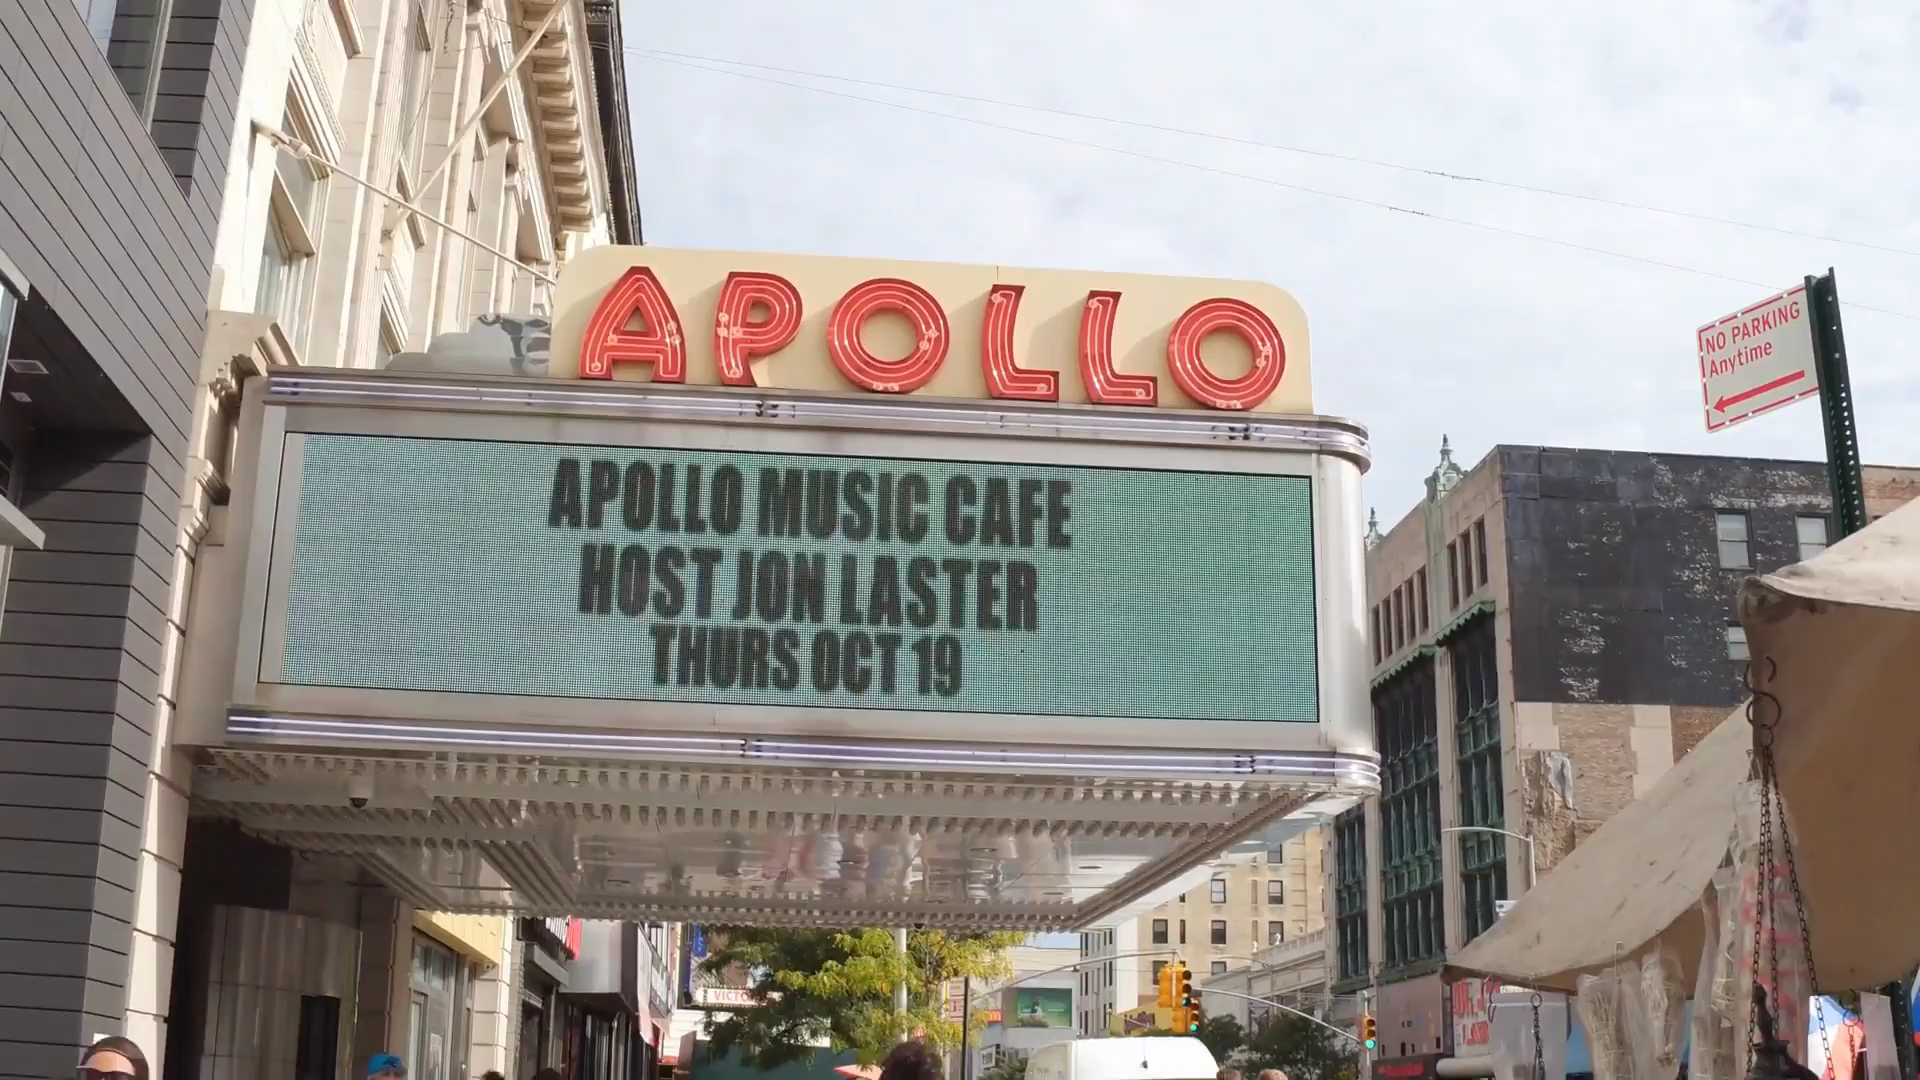 APOLLO
APOLLO MUSIC CAFE
HOST JON LASTER
THURS OCT 19
NO PARKING
Anytime